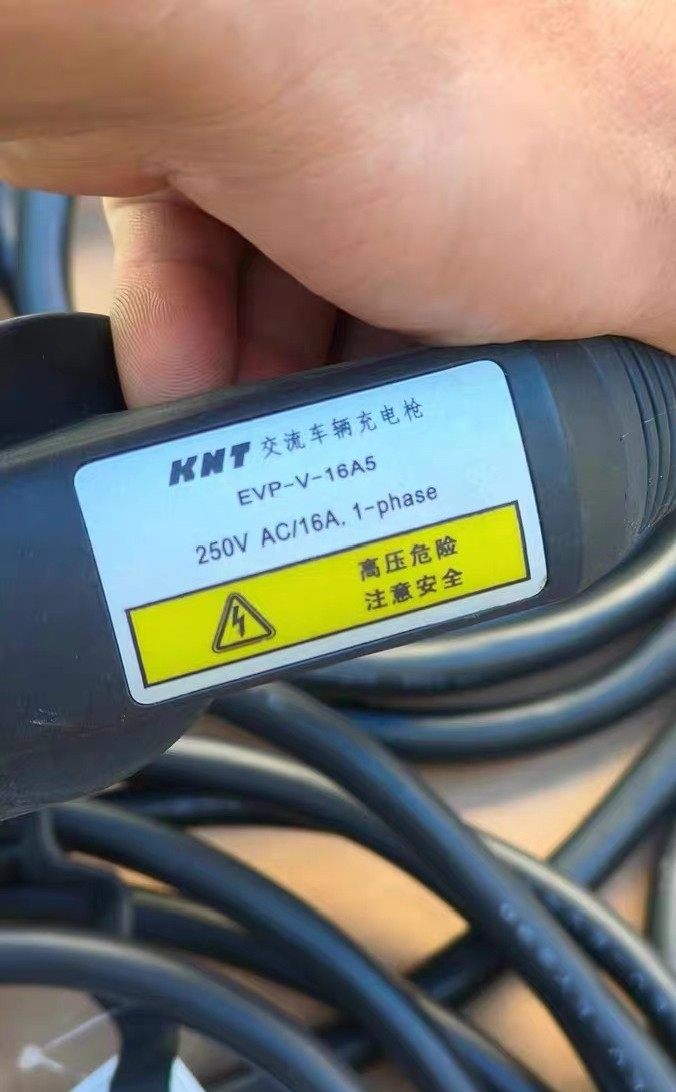 KNT 交流车辆充电枪
EVP-V-16A5
250V AC/16A, 1-phase
高压危险
注意安全